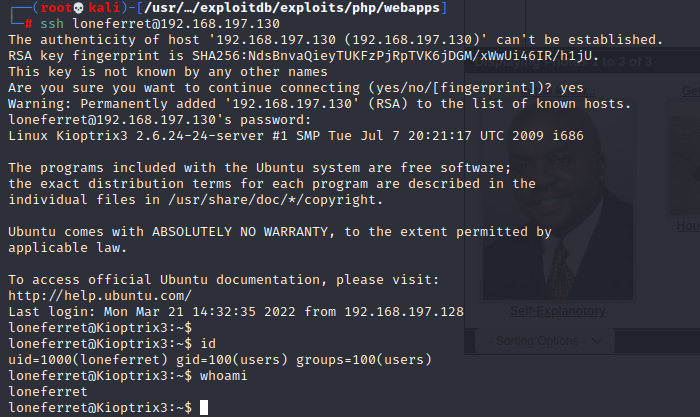 ┌──(root💀kali)-[/usr/…/exploitdb/exploits/php/webapps]
└─# ssh loneferret@192.168.197.130
The authenticity of host '192.168.197.130 (192.168.197.130)' can't be established.
RSA key fingerprint is SHA256:NdsBnvaQieyTUKFzPjRpTVK6jDGM/xWwUi46IR/h1jU.
This key is not known by any other names
Are you sure you want to continue connecting (yes/no/[fingerprint])? yes
Warning: Permanently added '192.168.197.130' (RSA) to the list of known hosts.
loneferret@192.168.197.130's password:
Linux Kioptrix3 2.6.24-24-server #1 SMP Tue Jul 7 20:21:17 UTC 2009 i686
The programs included with the Ubuntu system are free software;
the exact distribution terms for each program are described in the
individual files in /usr/share/doc/*/copyright.
Ubuntu comes with ABSOLUTELY NO WARRANTY, to the extent permitted by
applicable law.
To access official Ubuntu documentation, please visit:
http://help.ubuntu.com/
Last login: Mon Mar 21 14:32:35 2022 from 192.168.197.128
loneferret@Kioptrix3:~$
loneferret@Kioptrix3:~$ id
uid=1000(loneferret) gid=100(users) groups=100(users)
loneferret@Kioptrix3:~$ whoami
loneferret
loneferret@Kioptrix3:~$
1 to 3 of 3
Self-Explanatory
- Sorting Options -